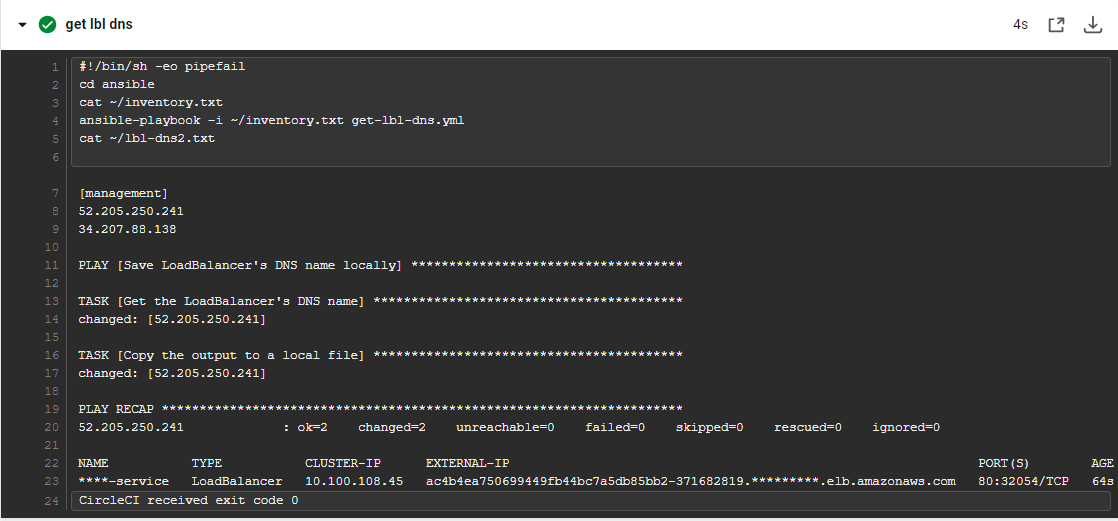 get lbl dns 4s
1 #!/bin/sh -eo pipefail
2 cd ansible
3 cat ~/inventory.txt
4 ansible-playbook -i ~/inventory.txt get-lbl-dns.yml
5 cat ~/lbl-dns2.txt
6
7 [management]
8 52.205.250.241
9 34.207.88.138
10
11 PLAY [Save LoadBalancer's DNS name locally] ************************************
12
13 TASK [Get the LoadBalancer's DNS name] *****************************************
14 changed: [52.205.250.241]
15
16 TASK [Copy the output to a local file] *****************************************
17 changed: [52.205.250.241]
18
19 PLAY RECAP *********************************************************************
20 52.205.250.241 : ok=2 changed=2 unreachable=0 failed=0 skipped=0 rescued=0 ignored=0
21
22 NAME TYPE CLUSTER-IP EXTERNAL-IP PORT(S) AGE
23 ****-service LoadBalancer 10.100.108.45 ac4b4ea750699449fb44bc7a5db85bb2-371682819.*********.elb.amazonaws.com 80:32054/TCP 64s
24 CircleCI received exit code 0